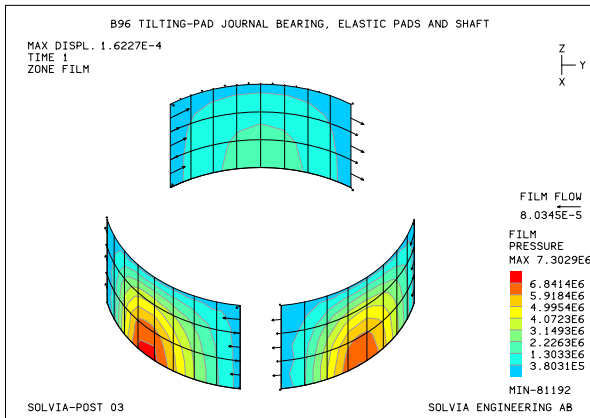 B96 TILTING-PAD JOURNAL BEARING, ELASTIC PADS AND SHAFT
MAX DISPL. 1.6227E-4
TIME 1
ZONE FILM
Z
Y
X
FILM FLOW
8.0345E-5
FILM
PRESSURE
MAX 7.3029E6
6.8414E6
5.9184E6
4.9954E6
4.0723E6
3.1493E6
2.2263E6
1.3033E6
3.8031E5
MIN-81192
SOLVIA-POST 03
SOLVIA ENGINEERING AB